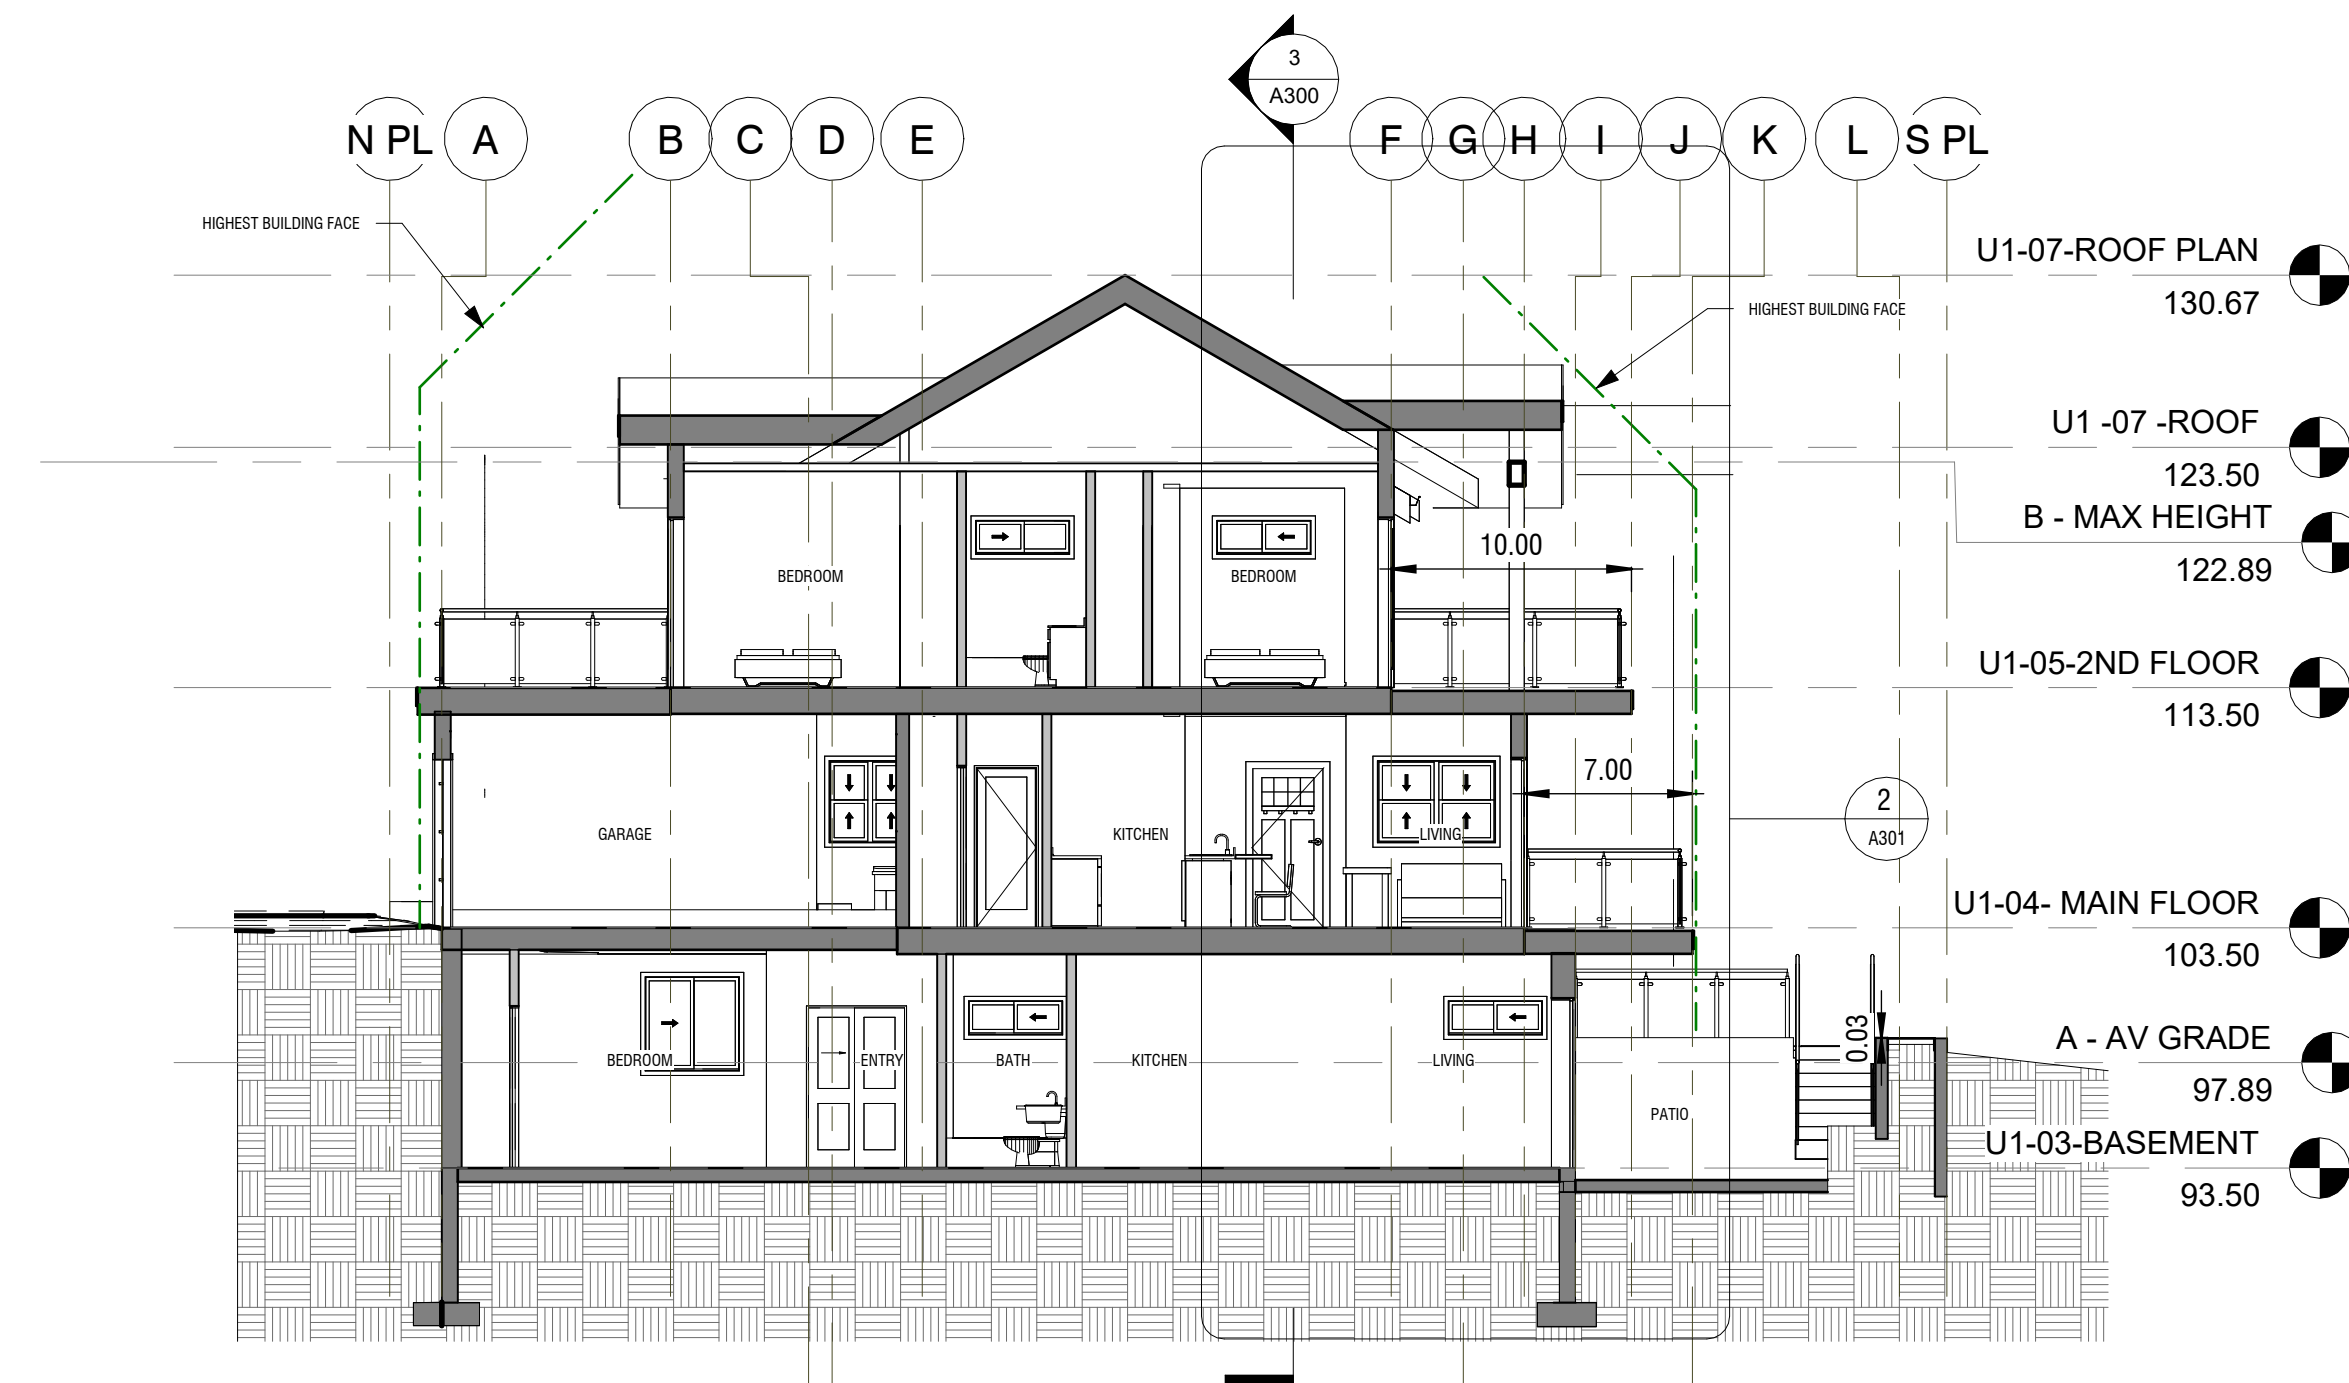 3
A300
N PL A B C D E F G H I J K L S PL
HIGHEST BUILDING FACE
U1-07-ROOF PLAN
130.67
HIGHEST BUILDING FACE
U1 -07 -ROOF
123.50
B - MAX HEIGHT
122.89
10.00
BEDROOM
BEDROOM
U1-05-2ND FLOOR
113.50
7.00
2
A301
GARAGE
KITCHEN
LIVING
U1-04- MAIN FLOOR
103.50
0.03
A - AV GRADE
97.89
BEDROOM
ENTRY
BATH
KITCHEN
LIVING
PATIO
U1-03-BASEMENT
93.50